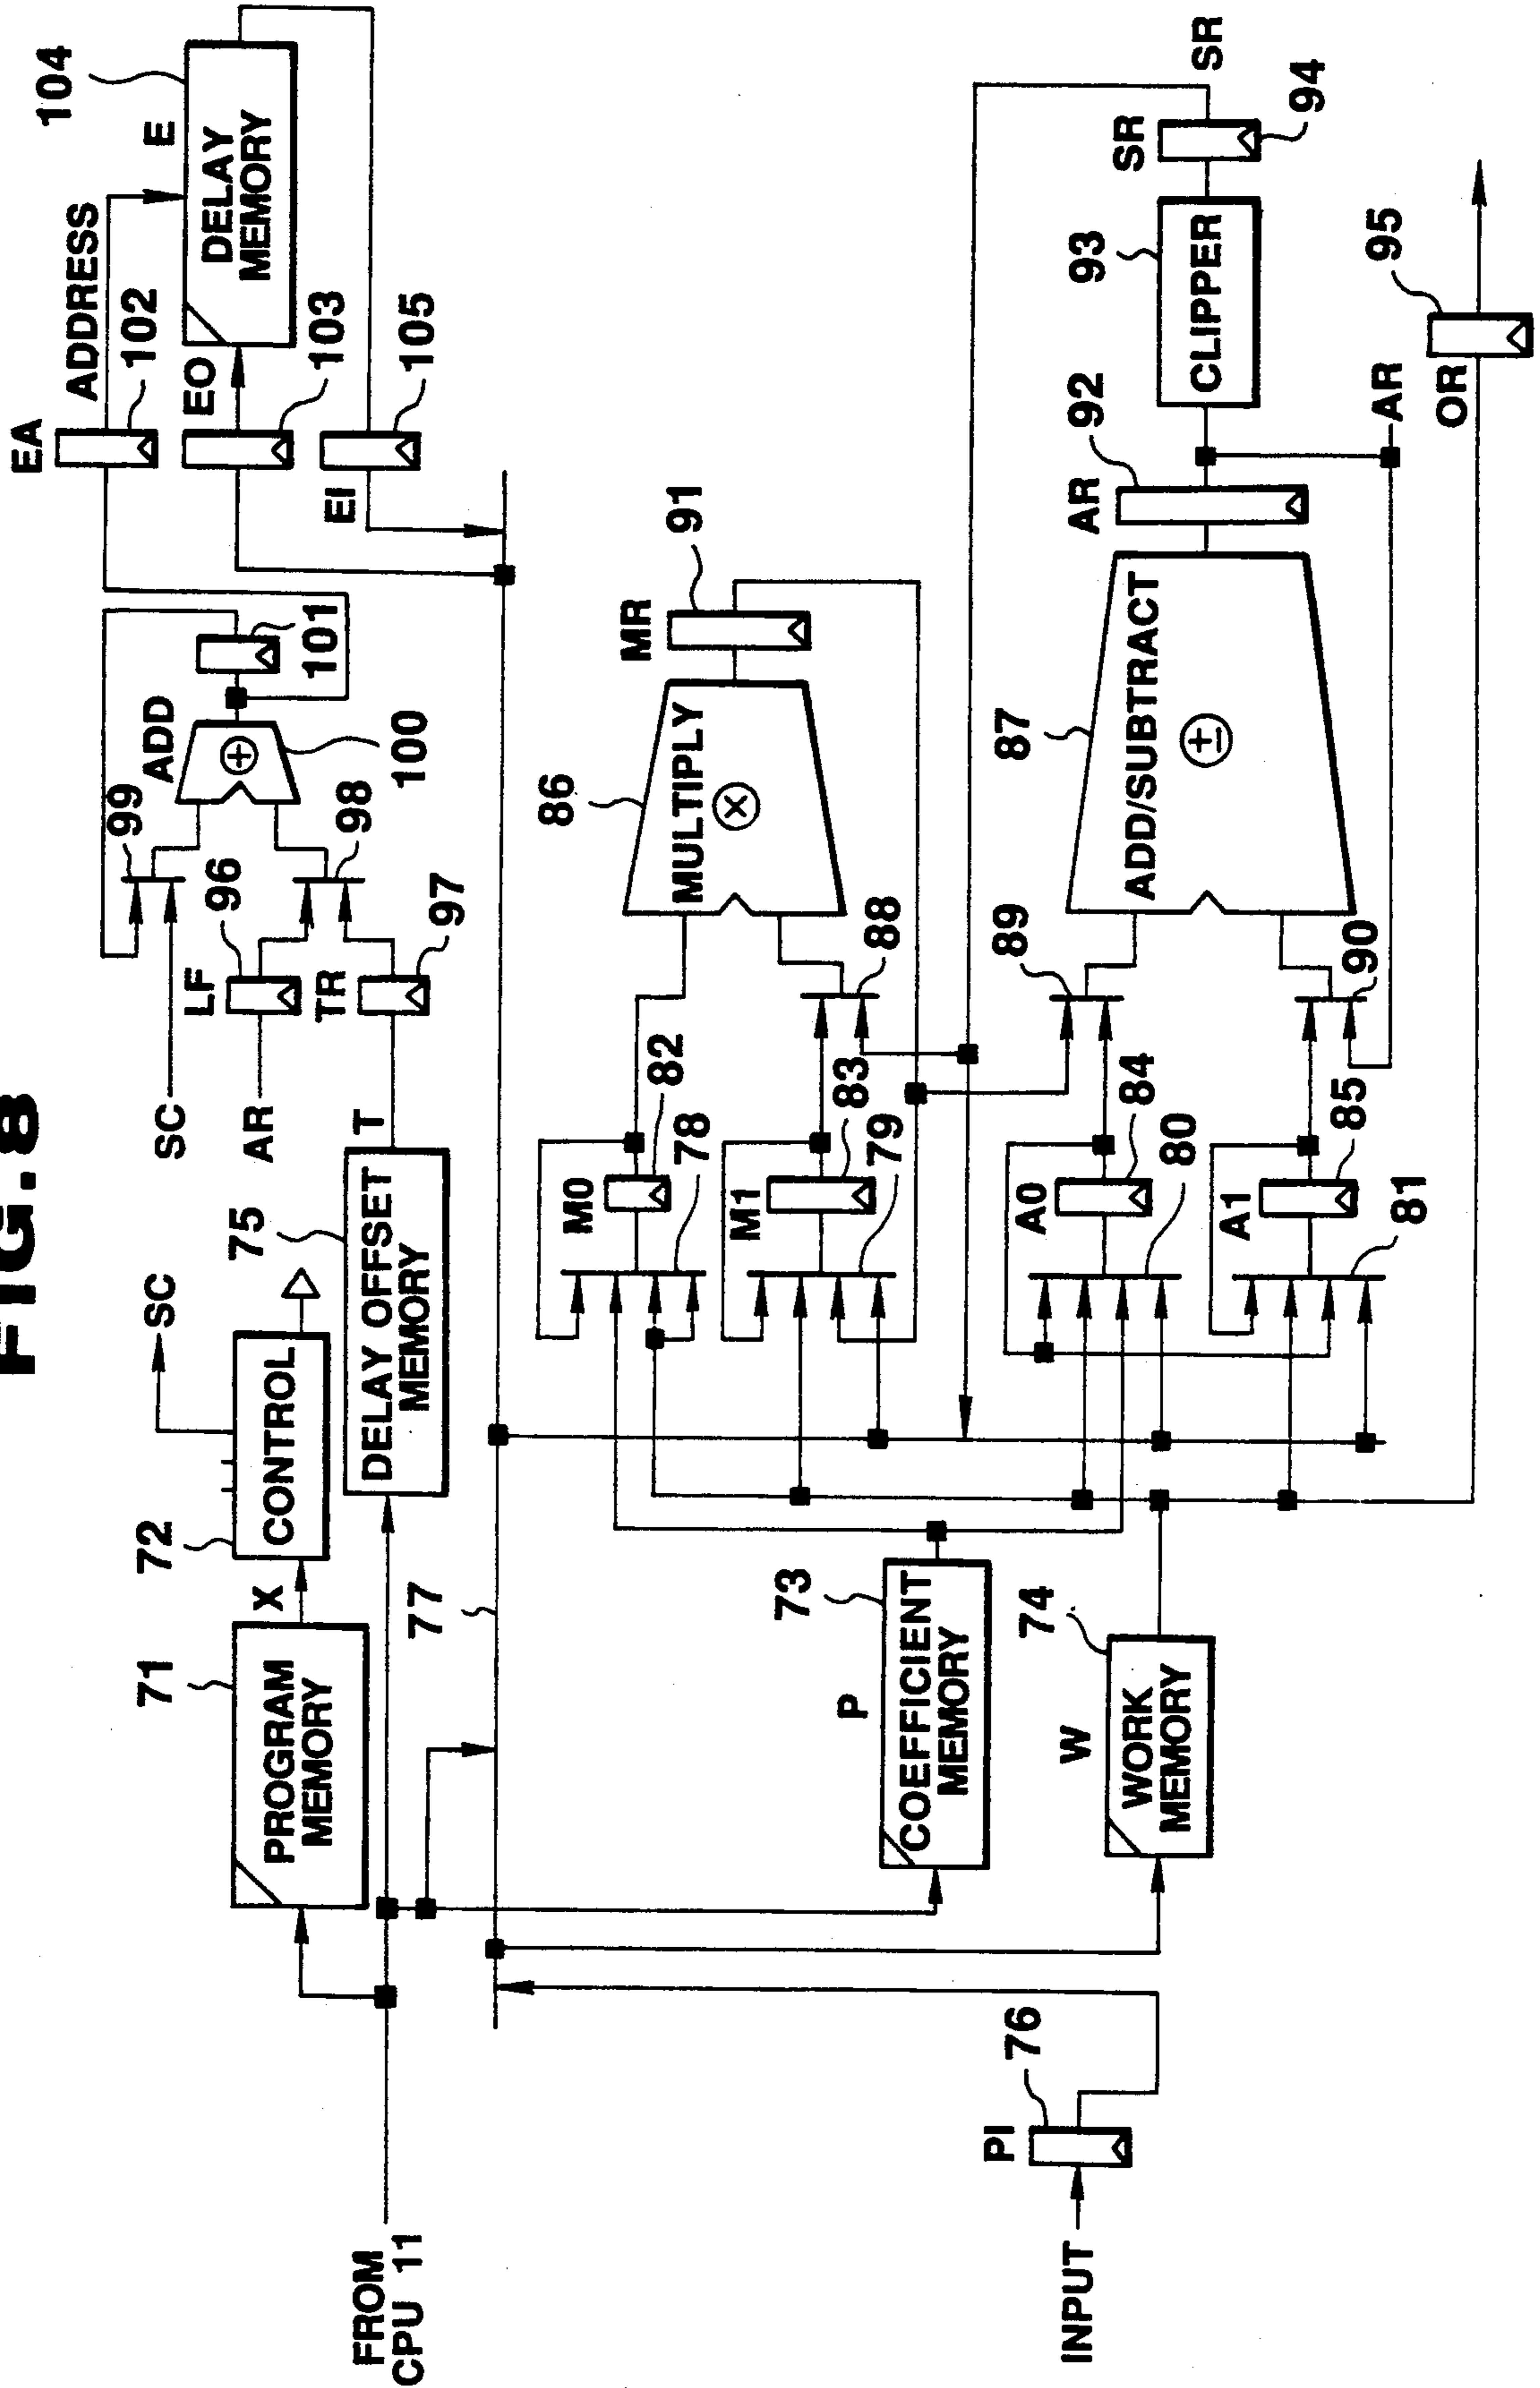 FIG.8
104
E
DELAY
MEMORY
ADDRESS
EA
102
EO
103
EI
105
101
ADD
100
99
98
96
LF
97
TR
SC
AR
T
75
DELAY OFFSET
MEMORY
SC
72
CONTROL
X
71
PROGRAM
MEMORY
77
FROM
CPU 11
91
MR
86
MULTIPLY
88
82
M0
78
83
M1
79
73
P
COEFFICIENT
MEMORY
SR
SR
94
93
CLIPPER
95
OR
AR
92
AR
87
ADD/SUBTRACT
89
90
84
A0
80
85
A1
81
74
W
WORK
MEMORY
76
PI
INPUT